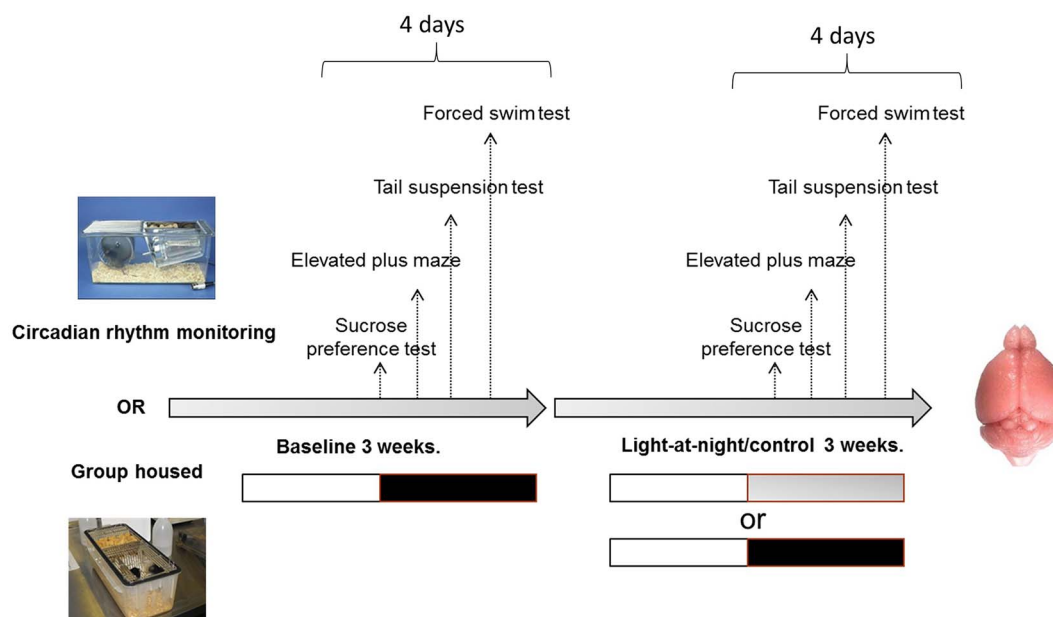 4 days
4 days
Forced swim test
Forced swim test
Tail suspension test
Tail suspension test
Elevated plus maze
Elevated plus maze
Sucrose
preference test
Sucrose
preference test
Circadian rhythm monitoring
OR
Group housed
Baseline 3 weeks.
Light-at-night/control 3 weeks.
or